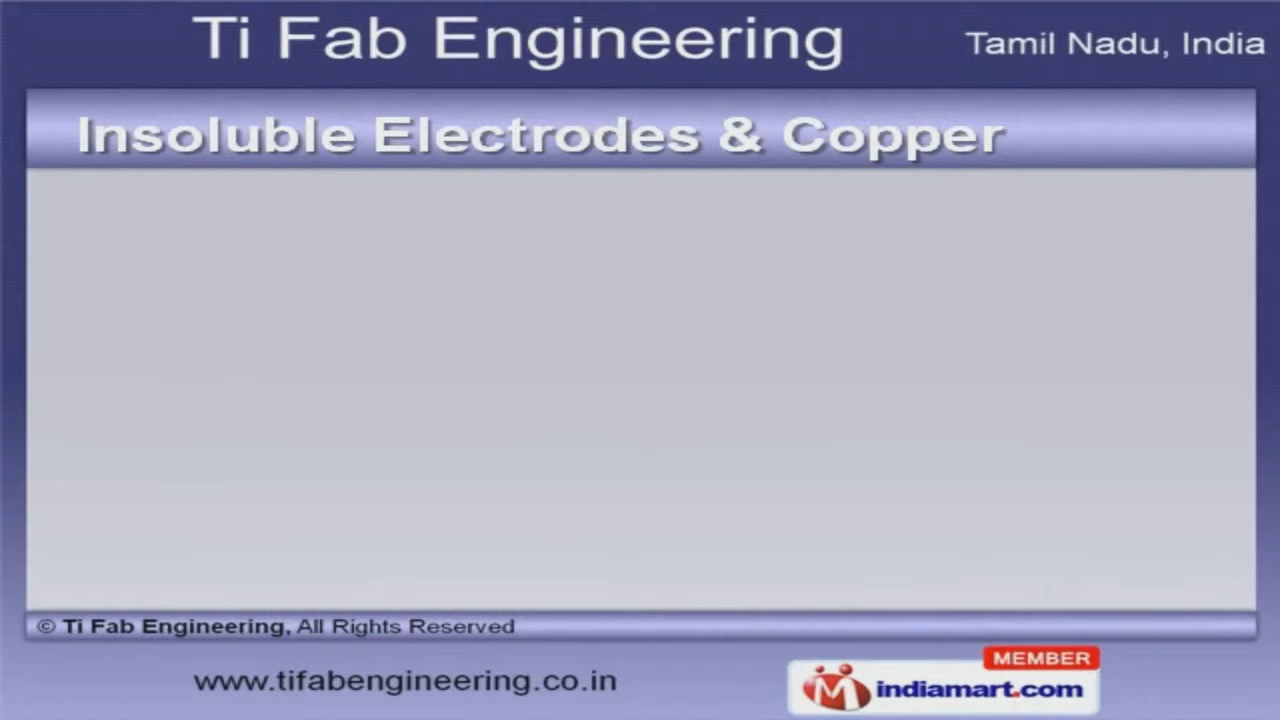 Ti Fab Engineering
Tamil Nadu, India
Insoluble Electrodes & Copper
© Ti Fab Engineering, All Rights Reserved
www.tifabengineering.co.in
MEMBER
indiamart.com